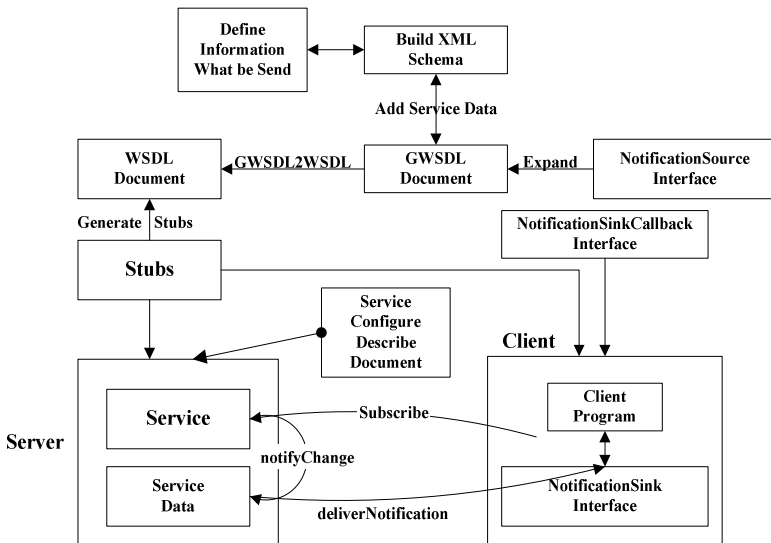 Define
Information
What be Send
Build XML
Schema
Add Service Data
WSDL
Document
GWSDL2WSDL
GWSDL
Document
Expand
NotificationSource
Interface
Generate Stubs
NotificationSinkCallback
Interface
Stubs
Service
Configure
Describe
Document
Client
Server
Service
Subscribe
Client
Program
notifyChange
Service
Data
deliverNotification
NotificationSink
Interface